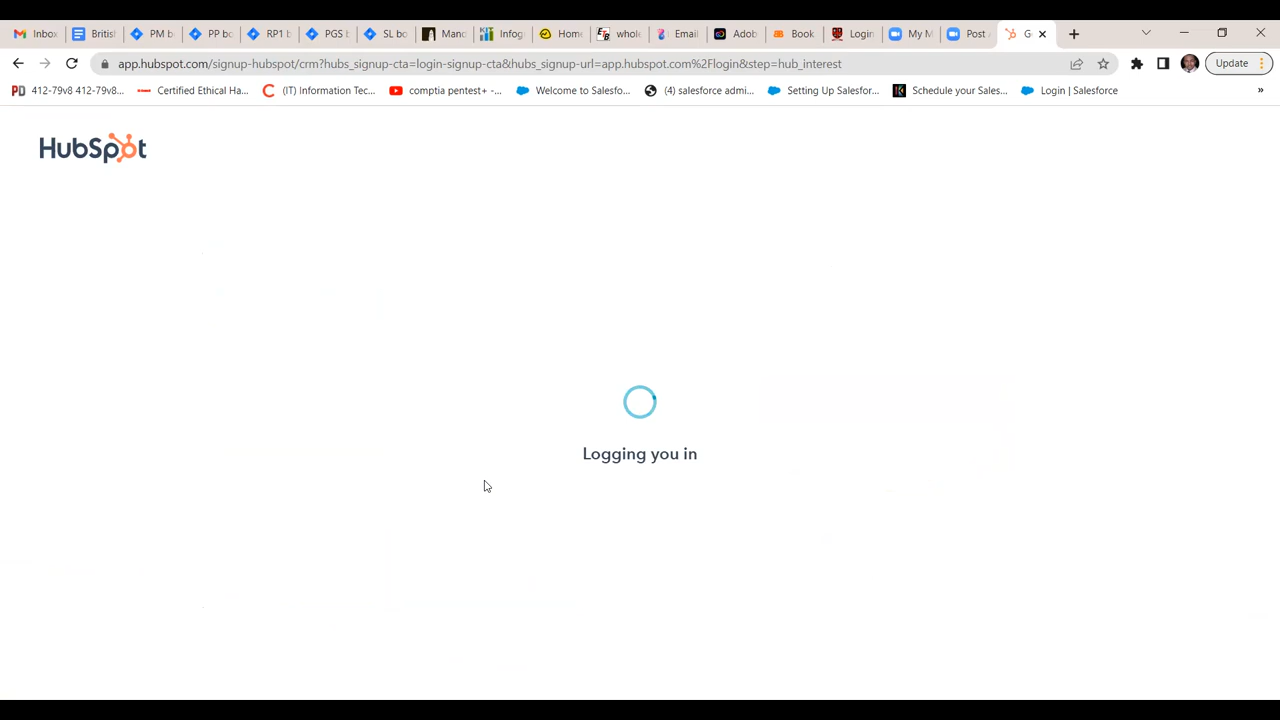 Inbox
British
PM b
PP bo
RP1 b
PGS b
SL bo
Mano
Infog
Home
whole
Email
Adob
Book
Login
My M
Post
G
app.hubspot.com/signup-hubspot/crm?hubs_signup-cta=login-signup-cta&hubs_signup-url=app.hubspot.com%2Flogin&step=hub_interest
Update
412-79v8 412-79v8...
Certified Ethical Ha...
(IT) Information Tec...
comptia pentest+ -...
Welcome to Salesfo...
(4) salesforce admi...
Setting Up Salesfor...
Schedule your Sales...
Login | Salesforce
»
HubSpot
Logging you in